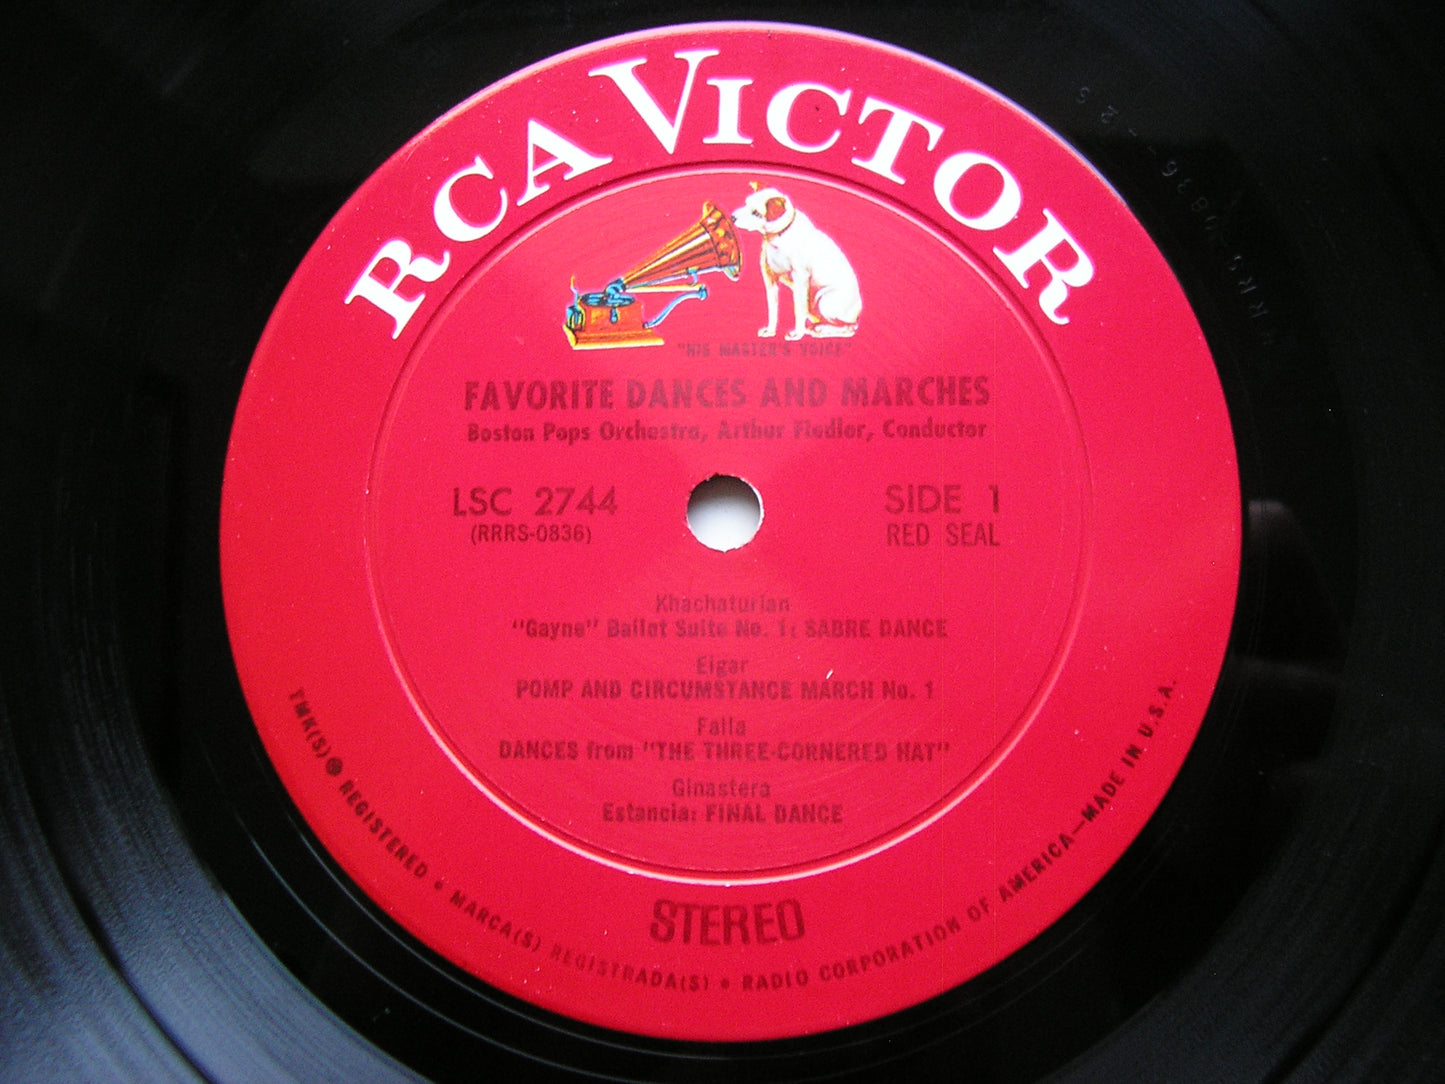 RCA VICTOR
"HIS MASTER'S VOICE"
FAVORITE DANCES AND MARCHES
Boston Pops Orchestra, Arthur Fiedler, Conductor
LSC 2744
(RRRS-0836)
SIDE 1
RED SEAL
Khachaturian
"Gayne" Ballet Suite No. 1: SABRE DANCE
Elgar
POMP AND CIRCUMSTANCE MARCH No. 1
Falla
DANCES from "THE THREE-CORNERED HAT"
Ginastera
Estancia: FINAL DANCE
STEREO
TMK(S) ® REGISTERED • MARCA(S) REGISTRADA(S) • RADIO CORPORATION OF AMERICA—MADE IN U.S.A.